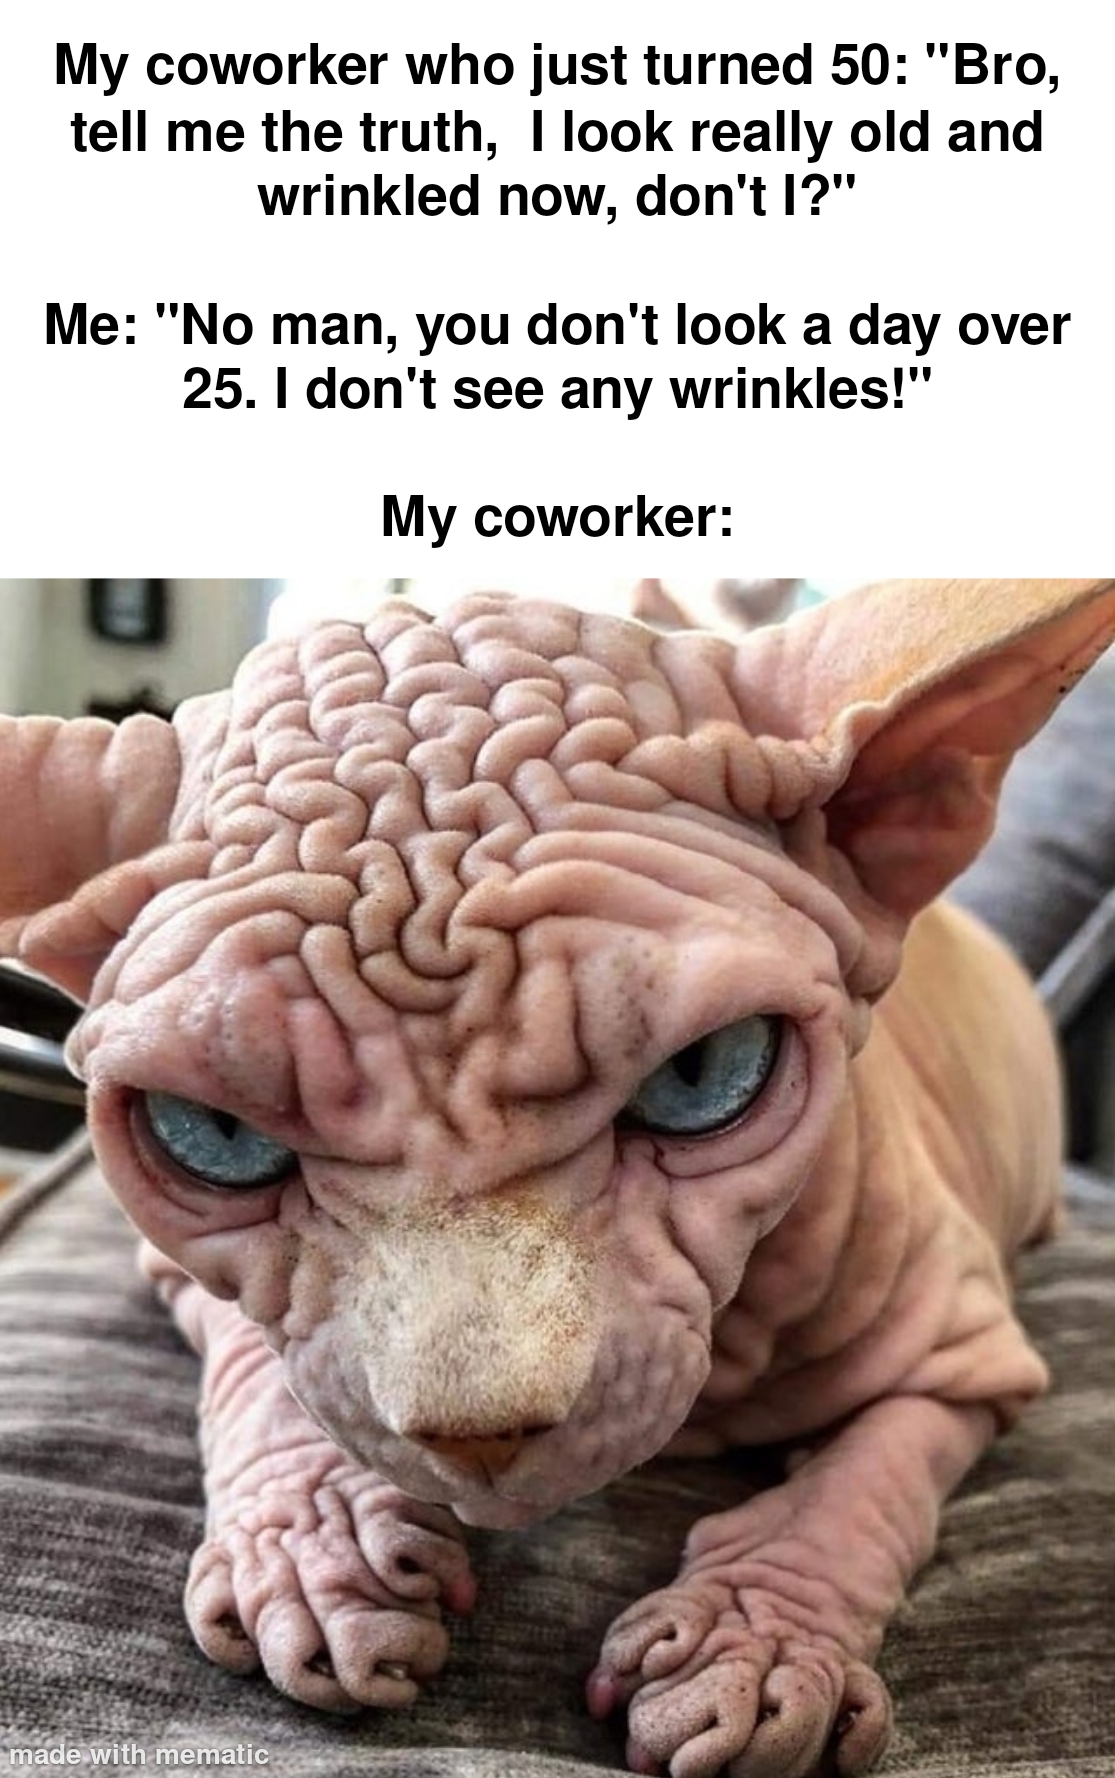 My coworker who just turned 50: "Bro,
tell me the truth,  I look really old and
wrinkled now, don't I?"
Me: "No man, you don't look a day over
25. I don't see any wrinkles!"
My coworker:
made with mematic